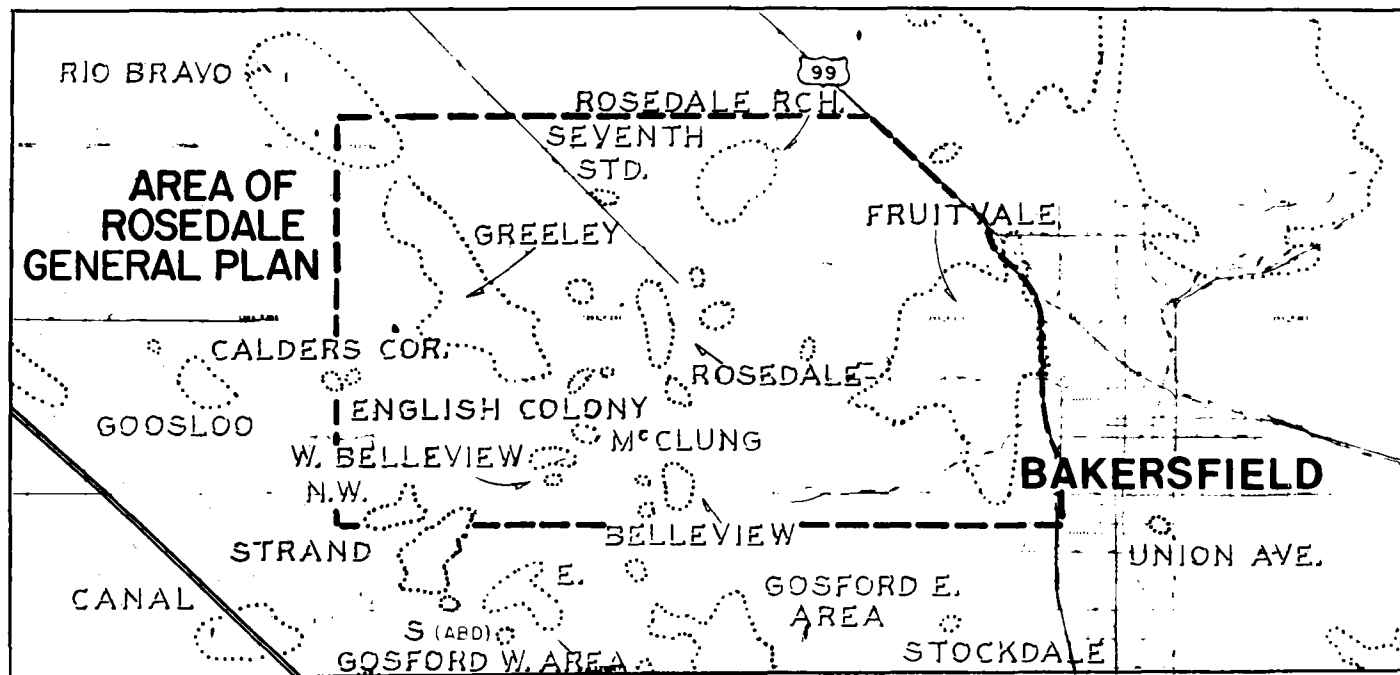 RIO BRAVO
99
ROSEDALE RCH.
SEVENTH
STD.
AREA OF
ROSEDALE
GENERAL PLAN
GREELEY
FRUITVALE
CALDERS COR.
ROSEDALE
ENGLISH COLONY
GOOSLOO
McCLUNG
W. BELLEVIEW
N.W.
BAKERSFIELD
STRAND
BELLEVIEW
UNION AVE.
E.
CANAL
GOSFORD E.
AREA
S (ABD)
GOSFORD W. AREA
STOCKDALE